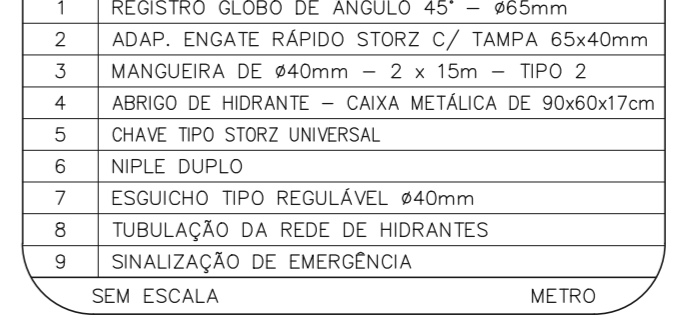 1 REGISTRO GLOBO DE ANGULO 45° – ø65mm
2 ADAP. ENGATE RÁPIDO STORZ C/ TAMPA 65x40mm
3 MANGUEIRA DE ø40mm – 2 x 15m – TIPO 2
4 ABRIGO DE HIDRANTE – CAIXA METÁLICA DE 90x60x17cm
5 CHAVE TIPO STORZ UNIVERSAL
6 NIPLE DUPLO
7 ESGUICHO TIPO REGULÁVEL ø40mm
8 TUBULAÇÃO DA REDE DE HIDRANTES
9 SINALIZAÇÃO DE EMERGÊNCIA
SEM ESCALA METRO